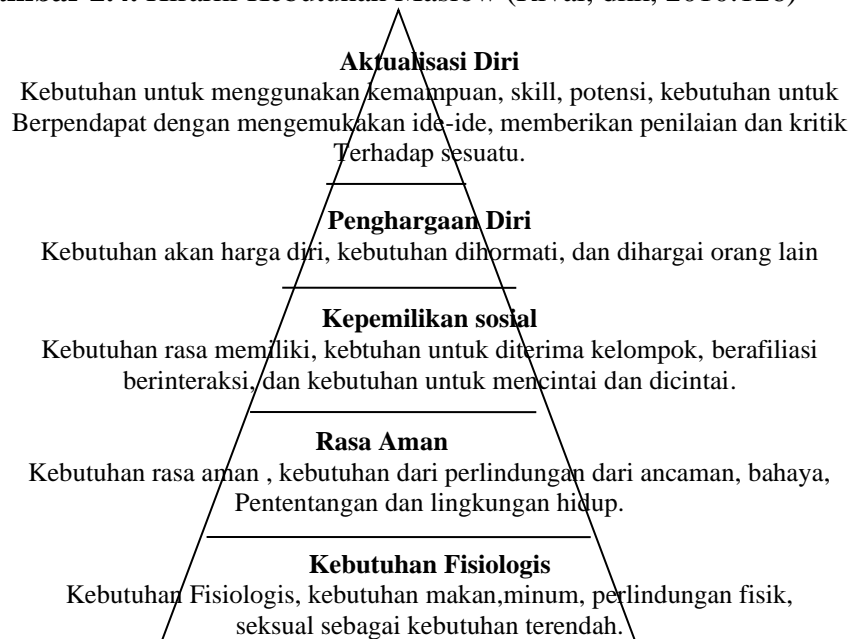 Kebutuhan Maslow
Aktualisasi Diri
Kebutuhan untuk menggunakan kemampuan, skill, potensi, kebutuhan untuk
Berpendapat dengan mengemukakan ide-ide, memberikan penilaian dan kritik
Terhadap sesuatu.
Penghargaan Diri
Kebutuhan akan harga diri, kebutuhan dihormati, dan dihargai orang lain
Kepemilikan sosial
Kebutuhan rasa memiliki, kebtuhan untuk diterima kelompok, berafiliasi
berinteraksi, dan kebutuhan untuk mencintai dan dicintai.
Rasa Aman
Kebutuhan rasa aman , kebutuhan dari perlindungan dari ancaman, bahaya,
Pententangan dan lingkungan hidup.
Kebutuhan Fisiologis
Kebutuhan Fisiologis, kebutuhan makan,minum, perlindungan fisik,
seksual sebagai kebutuhan terendah.